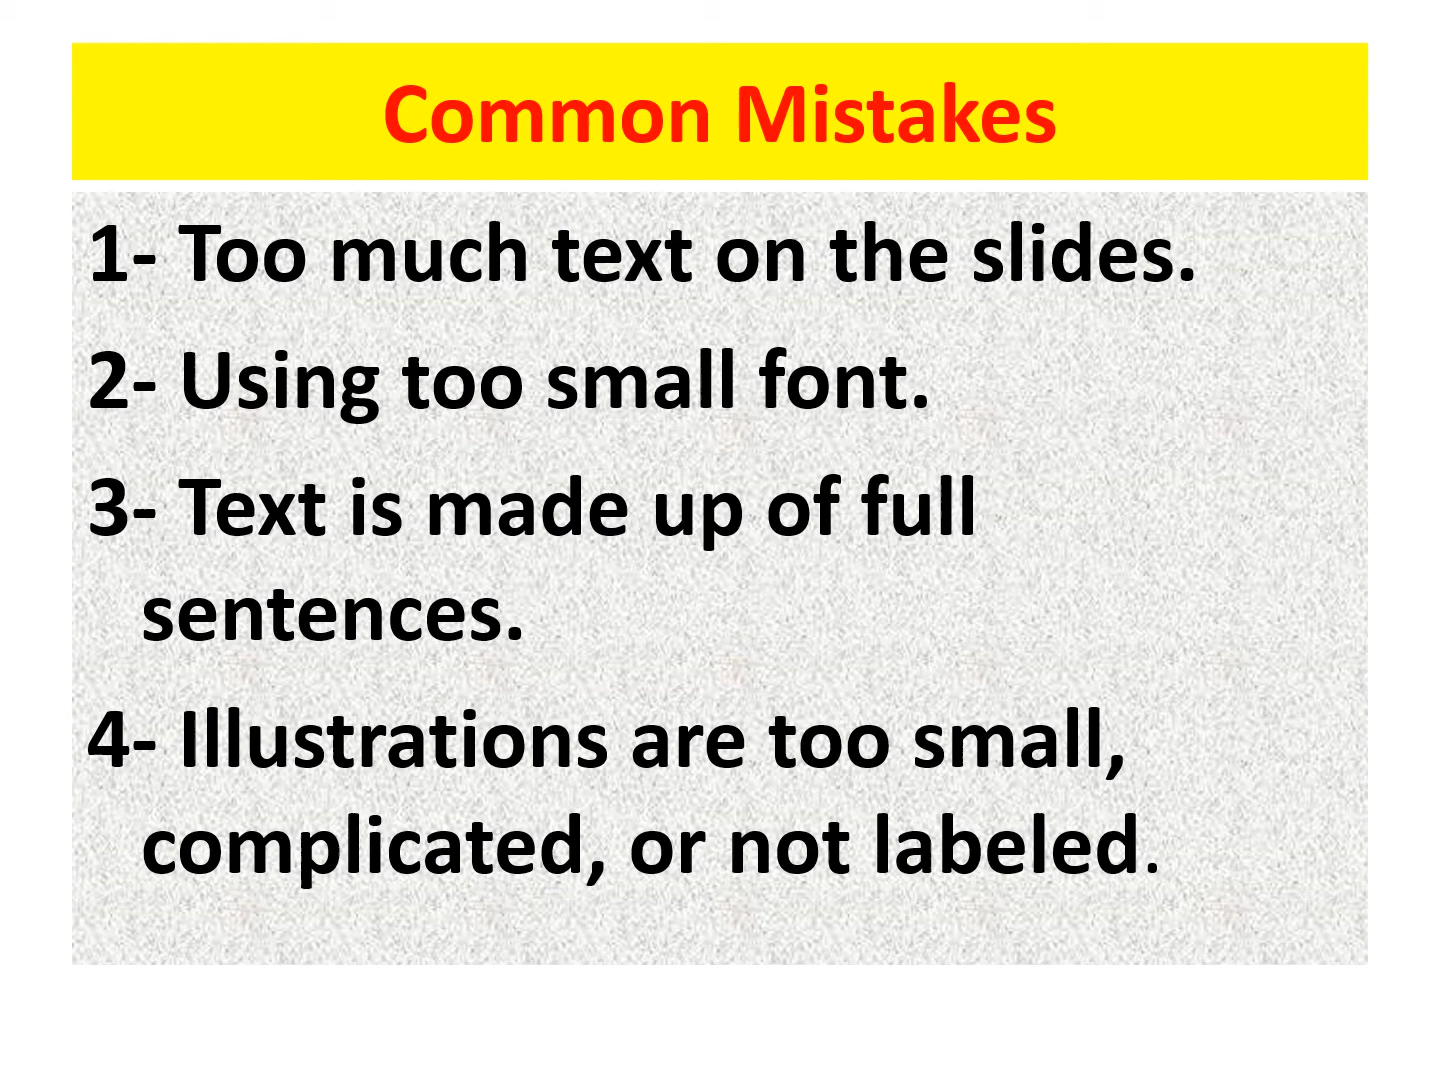 Common Mistakes
1- Too much text on the slides.
2- Using too small font.
3- Text is made up of full
sentences.
4- Illustrations are too small,
complicated, or not labeled.